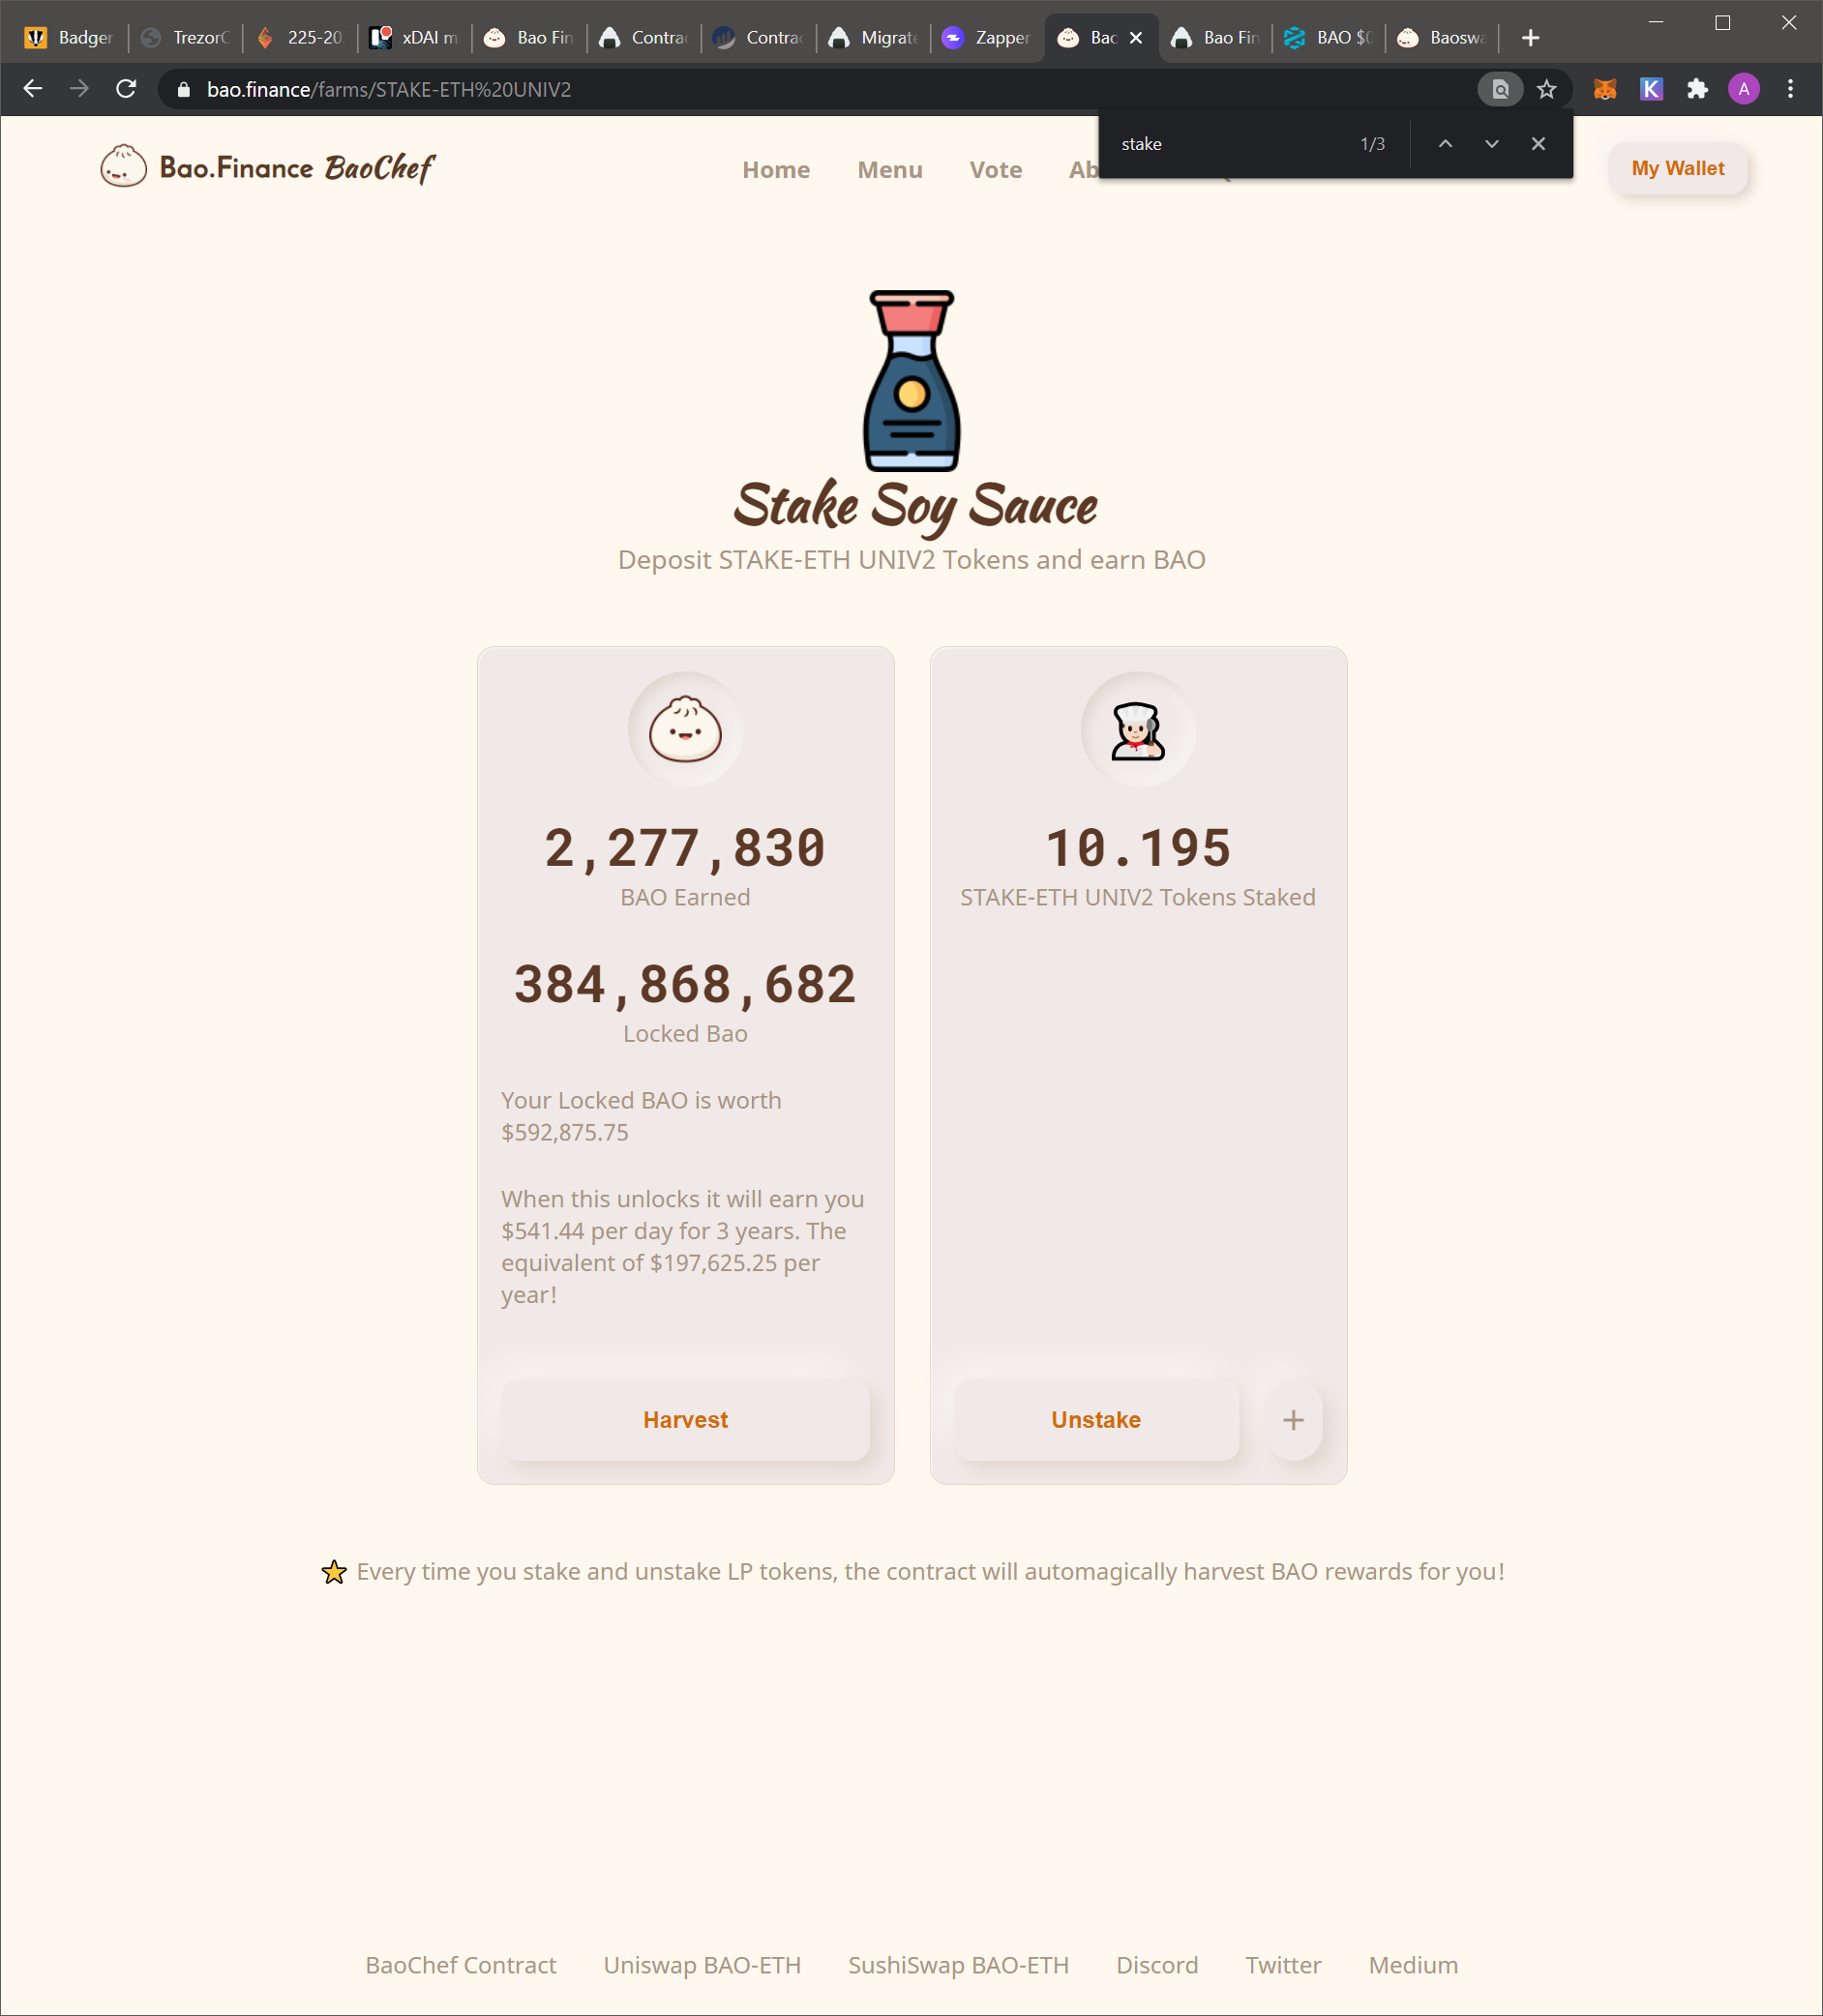 Badger
TrezorC
225-20
xDAI m
Bao Fin
Contrac
Contrac
Migrate
Zapper
Bao
Bao Fin
BAO $0
Baoswa
bao.finance/farms/STAKE-ETH%20UNIV2
K
A
stake
1/3
Bao.Finance BaoChef
Home
Menu
Vote
Ab
My Wallet
Stake Soy Sauce
Deposit STAKE-ETH UNIV2 Tokens and earn BAO
2,277,830
BAO Earned
384,868,682
Locked Bao
Your Locked BAO is worth
$592,875.75
When this unlocks it will earn you
$541.44 per day for 3 years. The
equivalent of $197,625.25 per
year!
Harvest
10.195
STAKE-ETH UNIV2 Tokens Staked
Unstake
+
Every time you stake and unstake LP tokens, the contract will automagically harvest BAO rewards for you!
BaoChef Contract
Uniswap BAO-ETH
SushiSwap BAO-ETH
Discord
Twitter
Medium